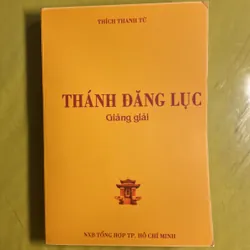 THÍCH THANH TỪ
THÁNH ĐĂNG LỤC
Giảng giải
NXB TỔNG HỢP TP. HỒ CHÍ MINH